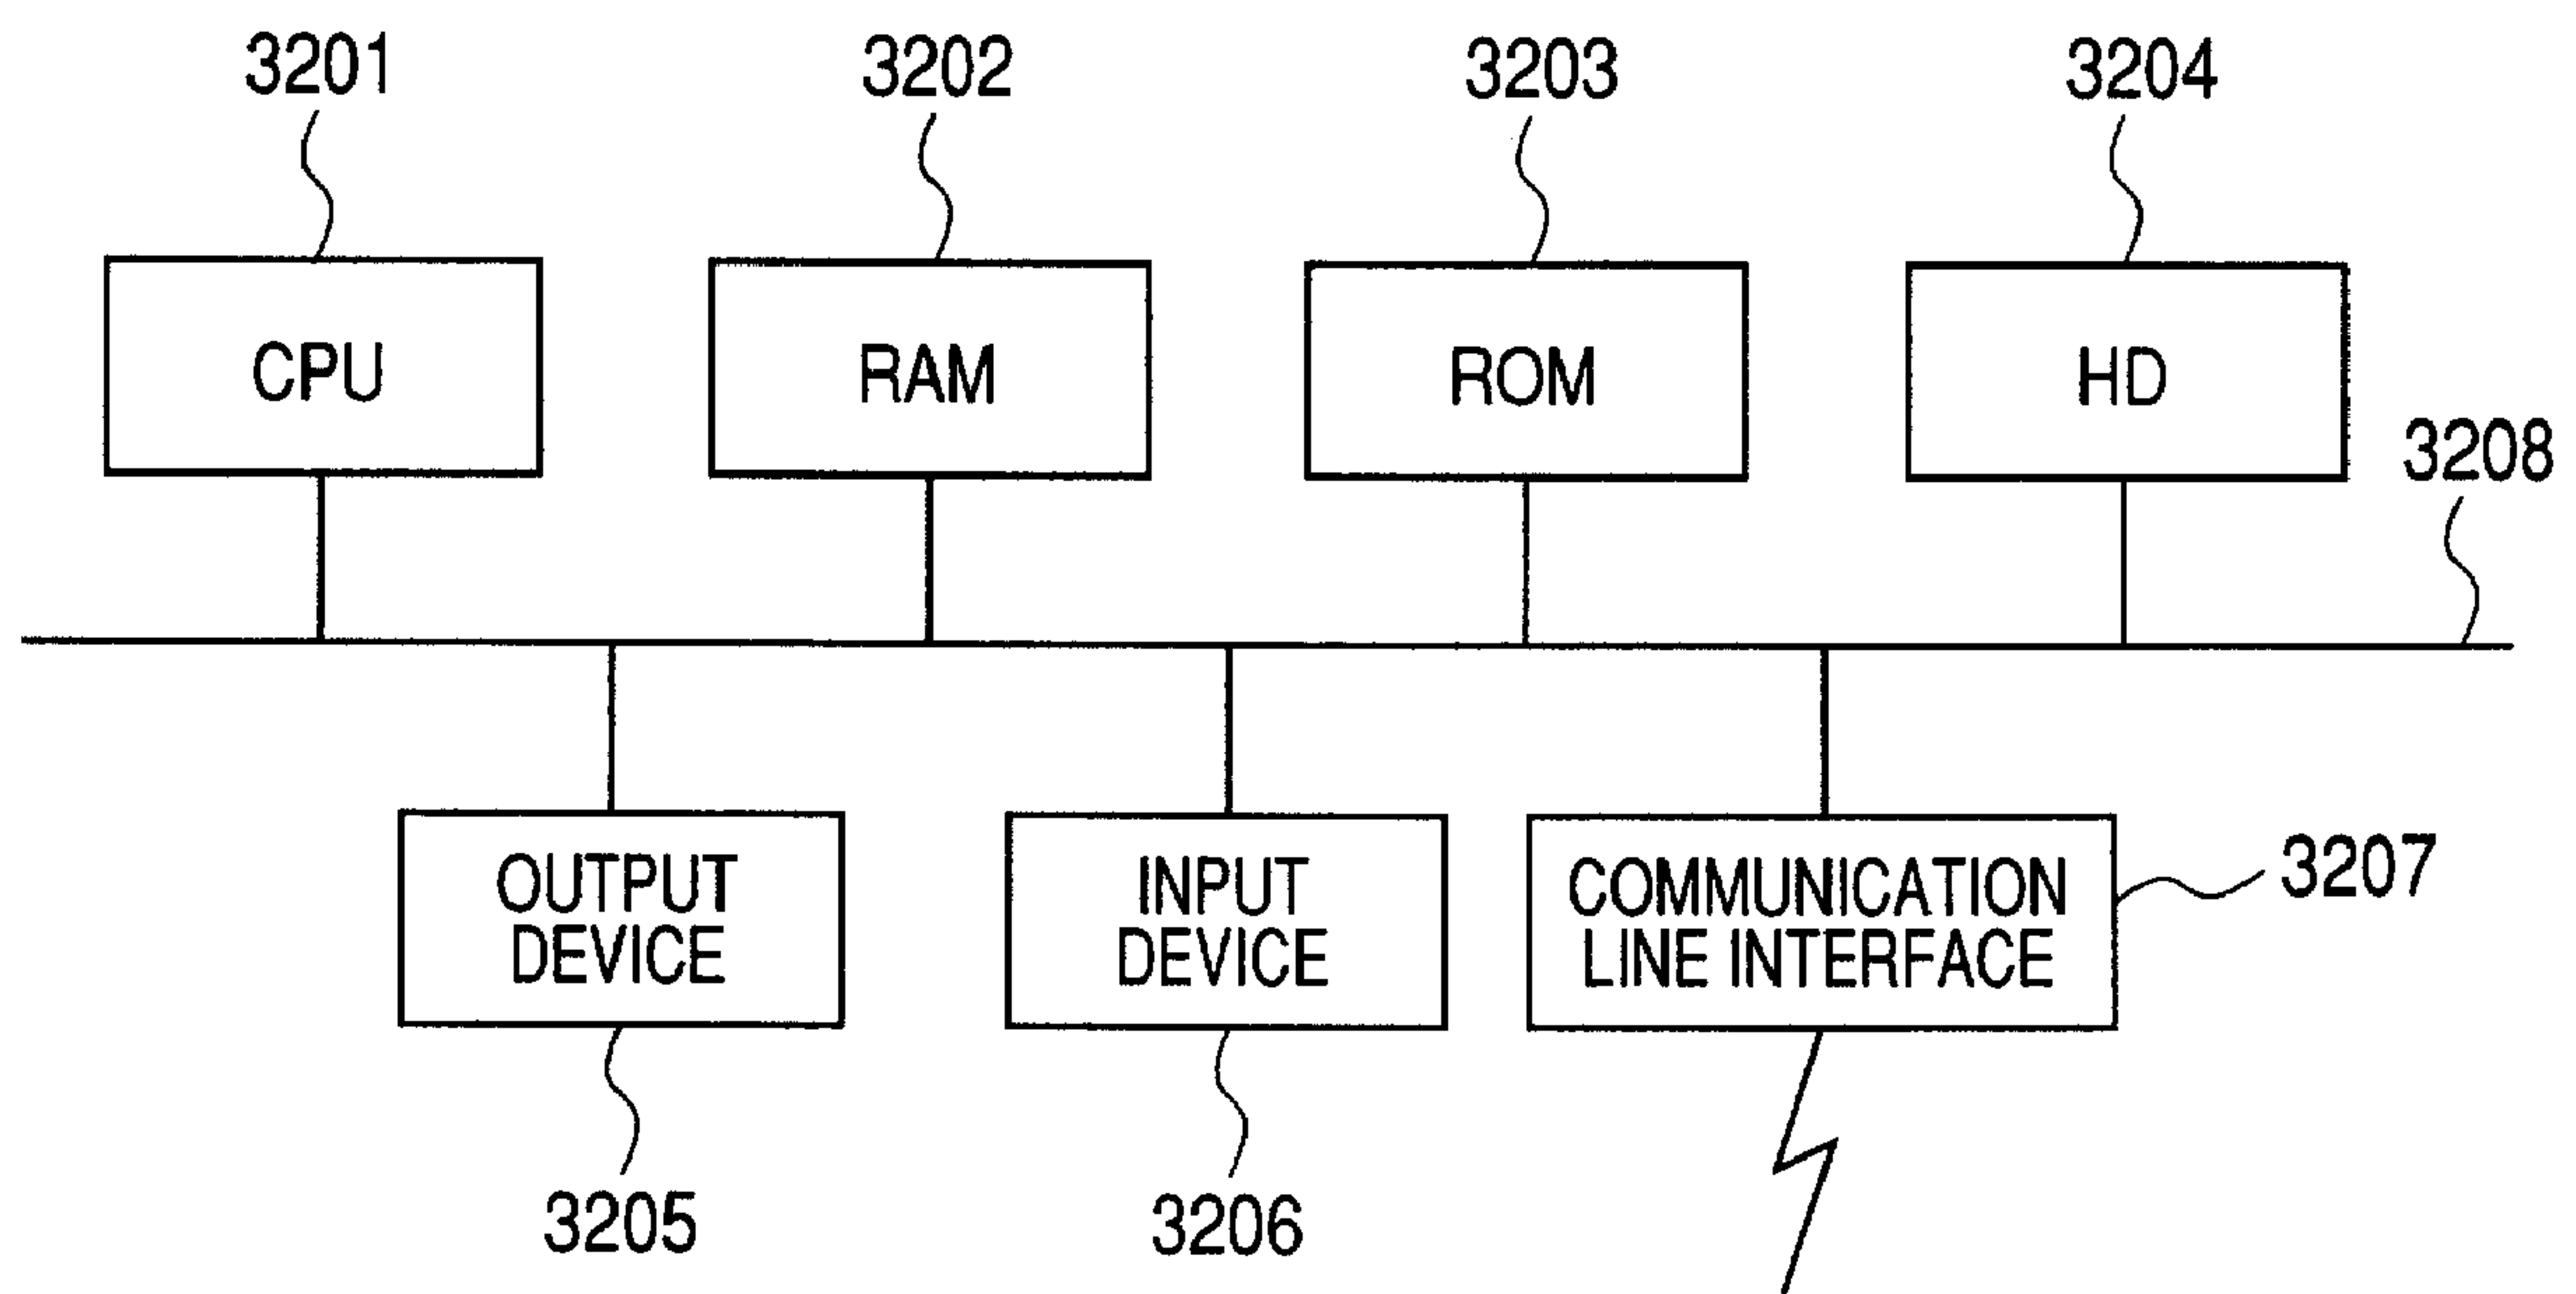 3201
3202
3203
3204
CPU
RAM
ROM
HD
3208
OUTPUT
DEVICE
INPUT
DEVICE
COMMUNICATION
LINE INTERFACE
3207
3205
3206